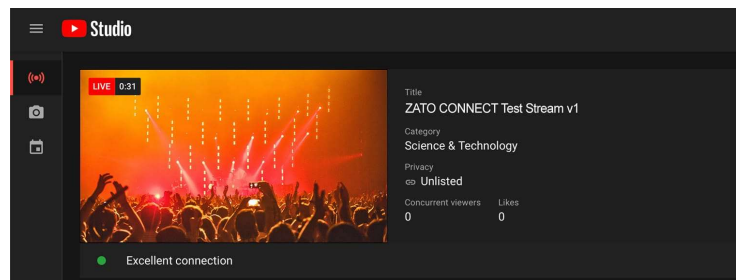 Studio
LIVE 0:31
Title
ZATO CONNECT Test Stream v1
Category
Science & Technology
Privacy
Unlisted
Concurrent viewers Likes
0 0
Excellent connection